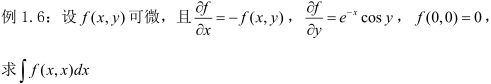 例 1.6：设 f(x,y) 可微，且 ∂f/∂x = −f(x,y)，∂f/∂y = e^{-x} cos y，f(0,0) = 0，
求 ∫ f(x,x)dx